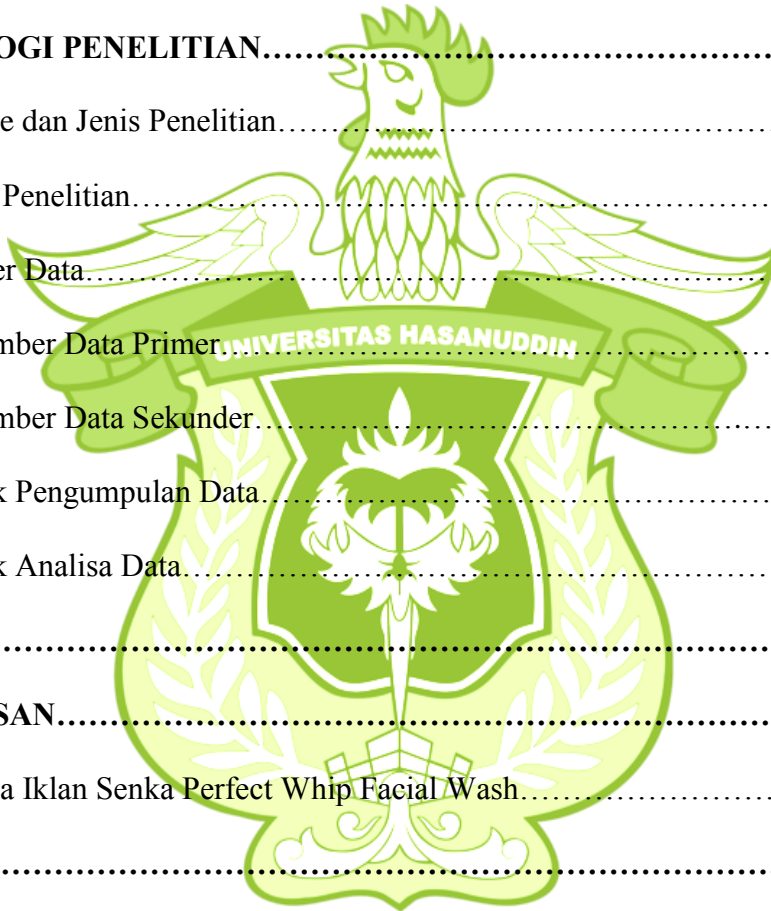 OGI PENELITIAN……………………………………………………
e dan Jenis Penelitian……………………………………………………
Penelitian……………………………………………………
er Data……………………………………………………
mber Data Primer……………………………………………………
UNIVERSITAS HASANUDDIN
mber Data Sekunder……………………………………………………
k Pengumpulan Data……………………………………………………
k Analisa Data……………………………………………………
……………………………………………………
SAN……………………………………………………
a Iklan Senka Perfect Whip Facial Wash…………………………
……………………………………………………